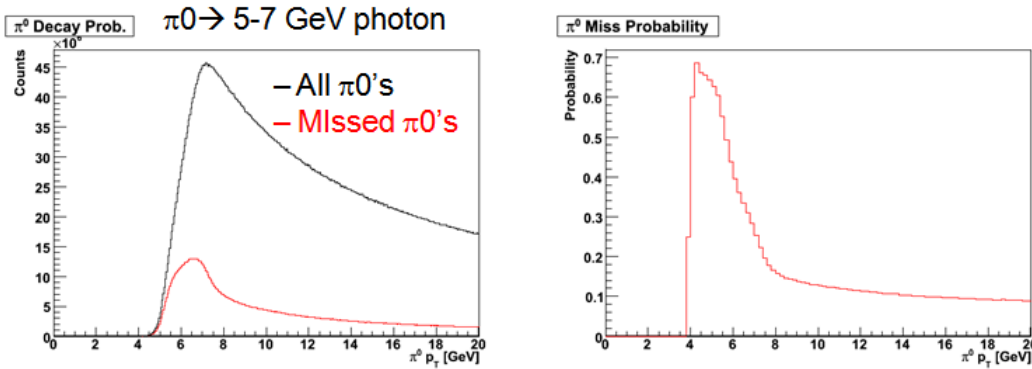 π0→ 5-7 GeV photon
π⁰ Decay Prob.
Counts
45
40
35
30
25
20
15
10
5
0
– All π0's
– MIssed π0's
0 2 4 6 8 10 12 14 16 18 20
π⁰ p_T [GeV]
π⁰ Miss Probability
Probability
0.7
0.6
0.5
0.4
0.3
0.2
0.1
0
0 2 4 6 8 10 12 14 16 18 20
π⁰ p_T [GeV]